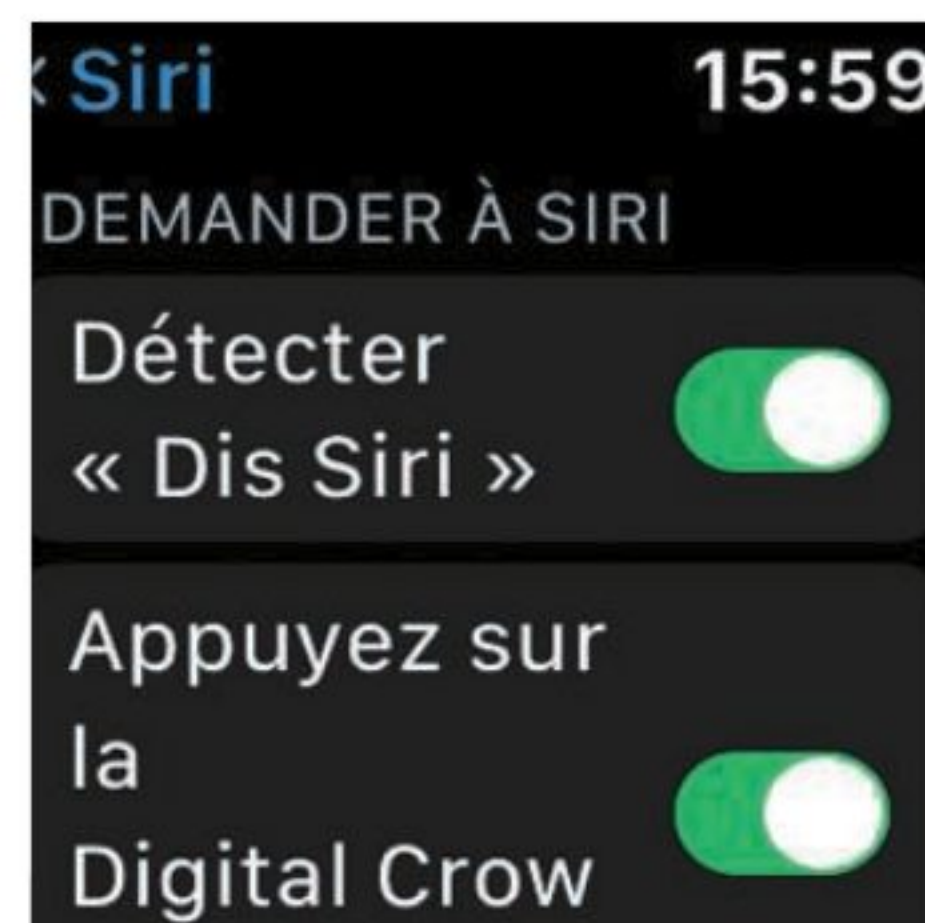 < Siri 15:59
DEMANDER À SIRI
Détecter
« Dis Siri »
Appuyez sur
la
Digital Crow